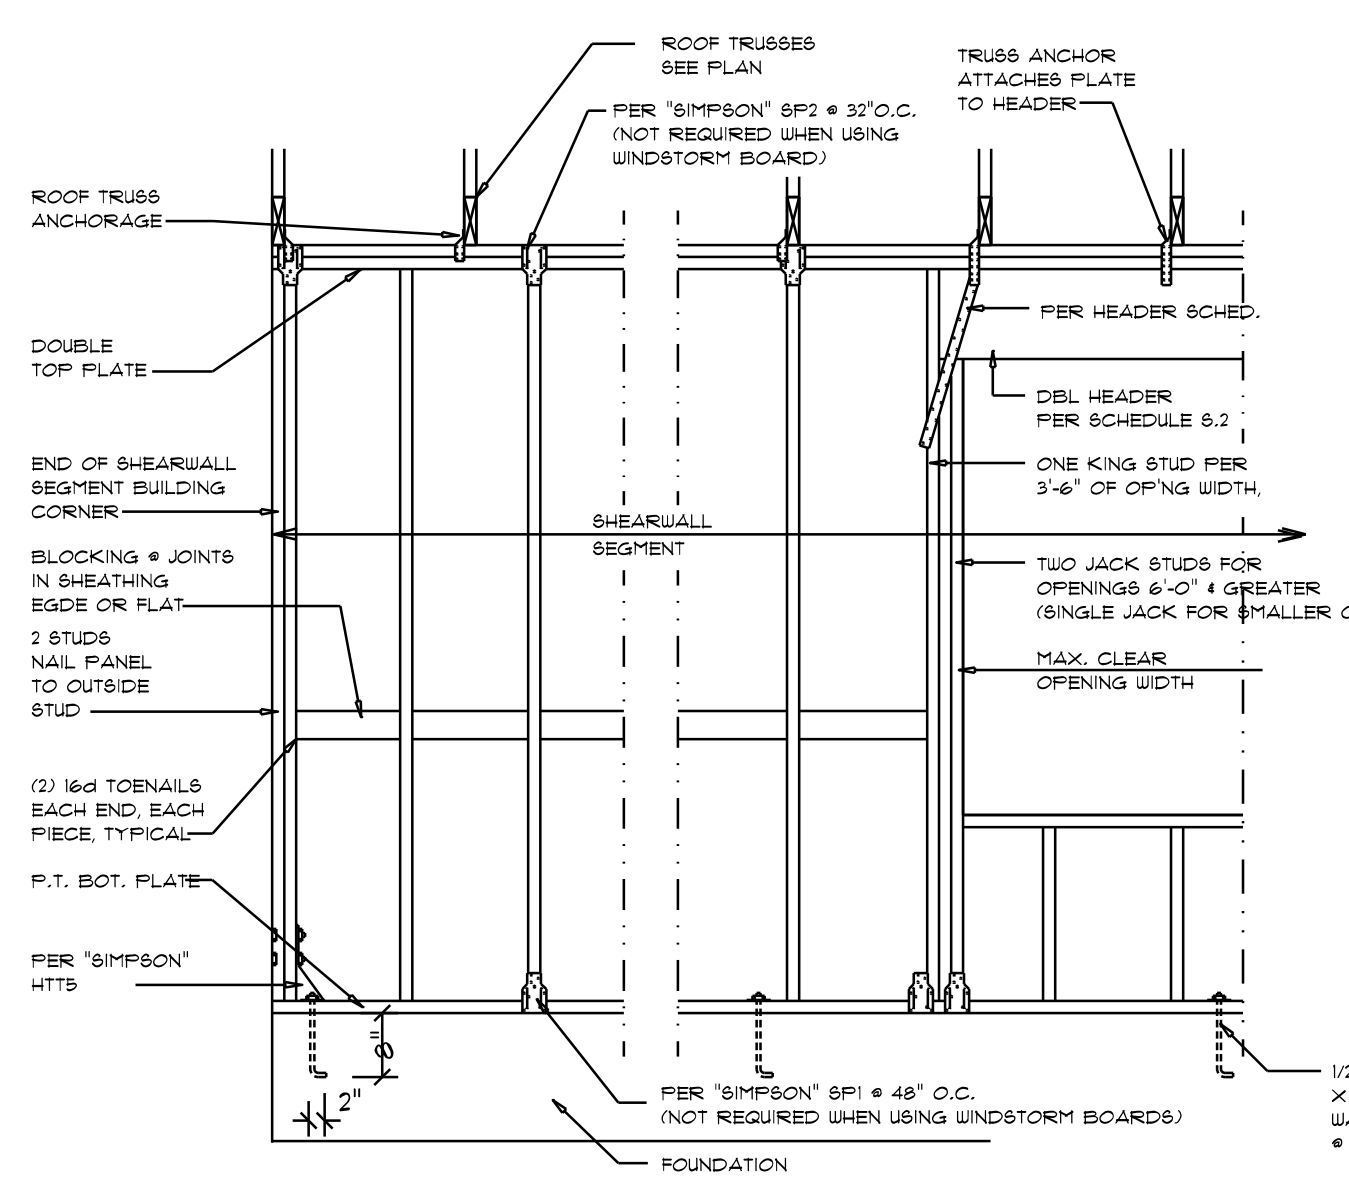 ROOF TRUSSES
SEE PLAN
TRUSS ANCHOR
ATTACHES PLATE
TO HEADER
PER "SIMPSON" SP2 @ 32"O.C.
(NOT REQUIRED WHEN USING
WINDSTORM BOARD)
ROOF TRUSS
ANCHORAGE
PER HEADER SCHED.
DOUBLE
TOP PLATE
DBL HEADER
PER SCHEDULE S.2
END OF SHEARWALL
SEGMENT BUILDING
CORNER
ONE KING STUD PER
3'-6" OF OP'NG WIDTH,
SHEARWALL
SEGMENT
BLOCKING @ JOINTS
IN SHEATHING
EGDE OR FLAT
TWO JACK STUDS FOR
OPENINGS 6'-0" & GREATER
(SINGLE JACK FOR SMALLER
2 STUDS
NAIL PANEL
TO OUTSIDE
STUD
MAX. CLEAR
OPENING WIDTH
(2) 16d TOENAILS
EACH END, EACH
PIECE, TYPICAL
P.T. BOT. PLATE
PER "SIMPSON"
HTT5
8"
2"
PER "SIMPSON" SP1 @ 48" O.C.
(NOT REQUIRED WHEN USING WINDSTORM BOARDS)
FOUNDATION
X
@